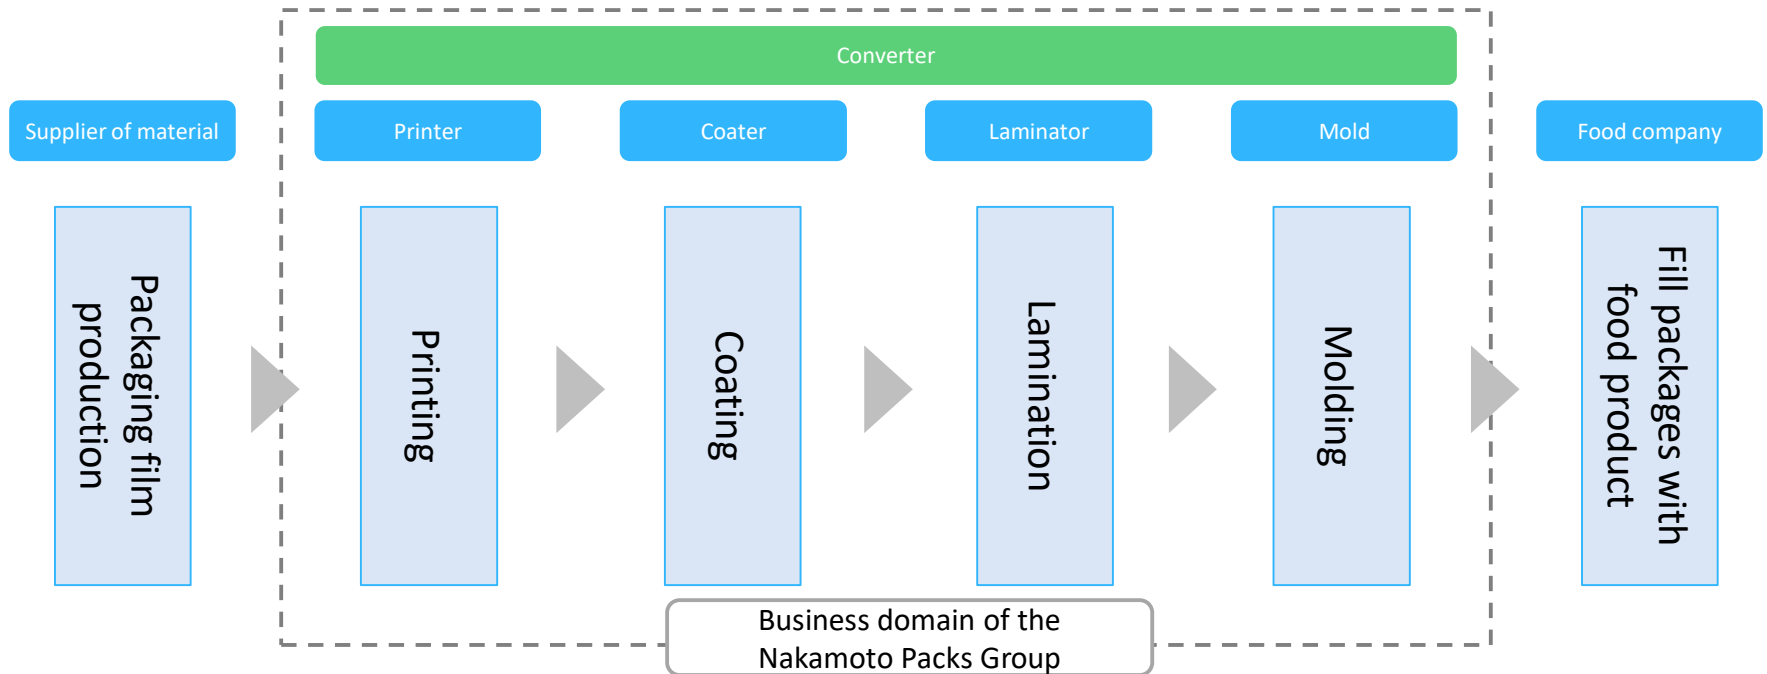 Converter
Supplier of material
Printer
Coater
Laminator
Mold
Food company
Packaging film
production
Printing
Coating
Lamination
Molding
Fill packages with
food product
Business domain of the
Nakamoto Packs Group